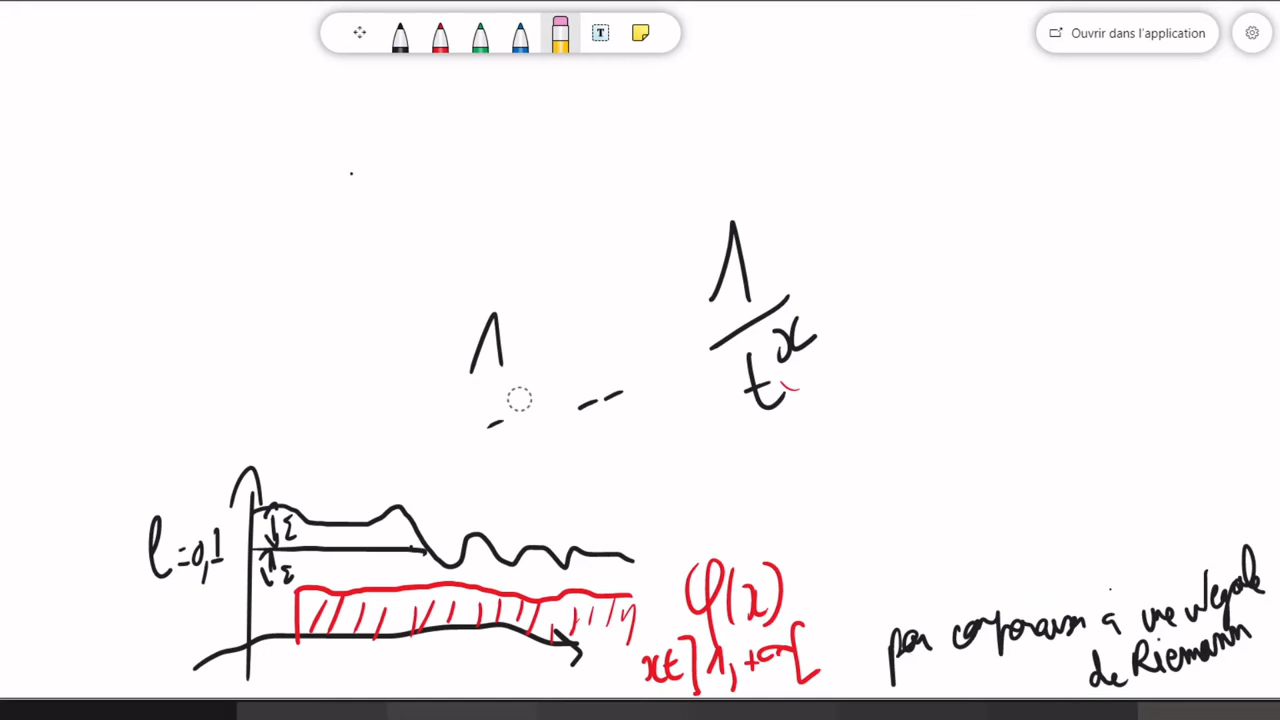 Ouvrir dans l'application
1
1
t^x
l = 0,1
ε
ε
φ(x)
x ∈ ]1, +∞[
par comparaison à une intégrale
de Riemann